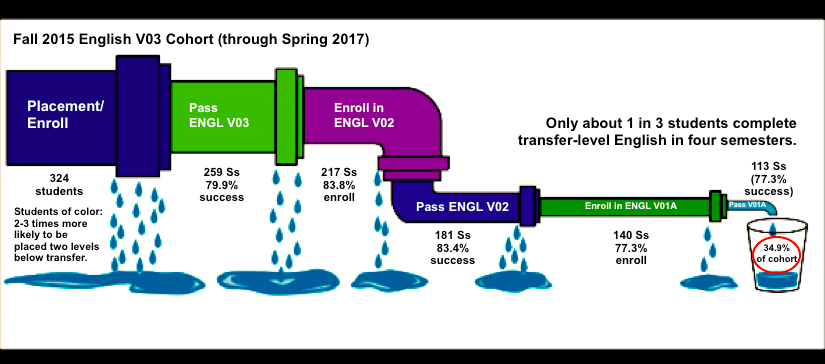 Fall 2015 English V03 Cohort (through Spring 2017)
Placement/
Enroll
Pass
ENGL V03
Enroll in
ENGL V02
Only about 1 in 3 students complete
transfer-level English in four semesters.
324
students
259 Ss
79.9%
success
217 Ss
83.8%
enroll
113 Ss
(77.3%
success)
Students of color:
2-3 times more
likely to be
placed two levels
below transfer.
Pass ENGL V02
Enroll in ENGL V01A
Pass V01A
181 Ss
83.4%
success
140 Ss
77.3%
enroll
34.9%
of cohort